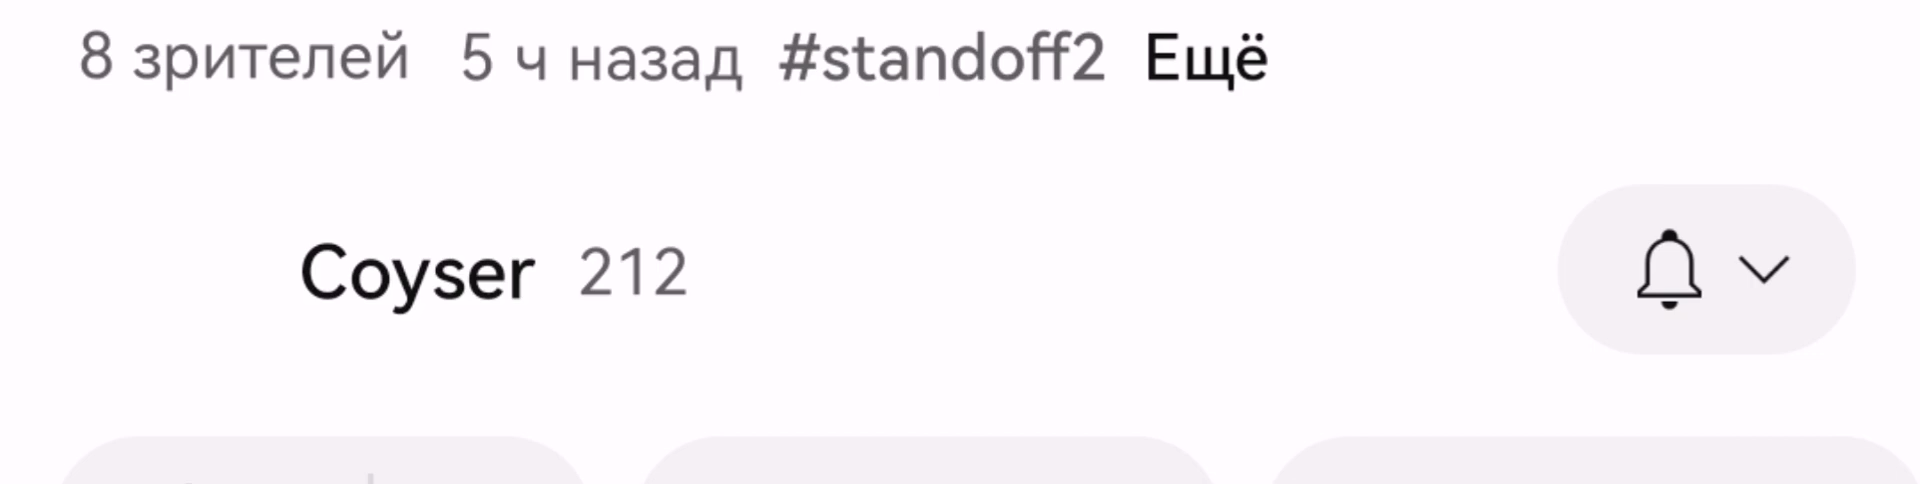 8 зрителей 5 ч назад #standoff2 Ещё
Coyser 212